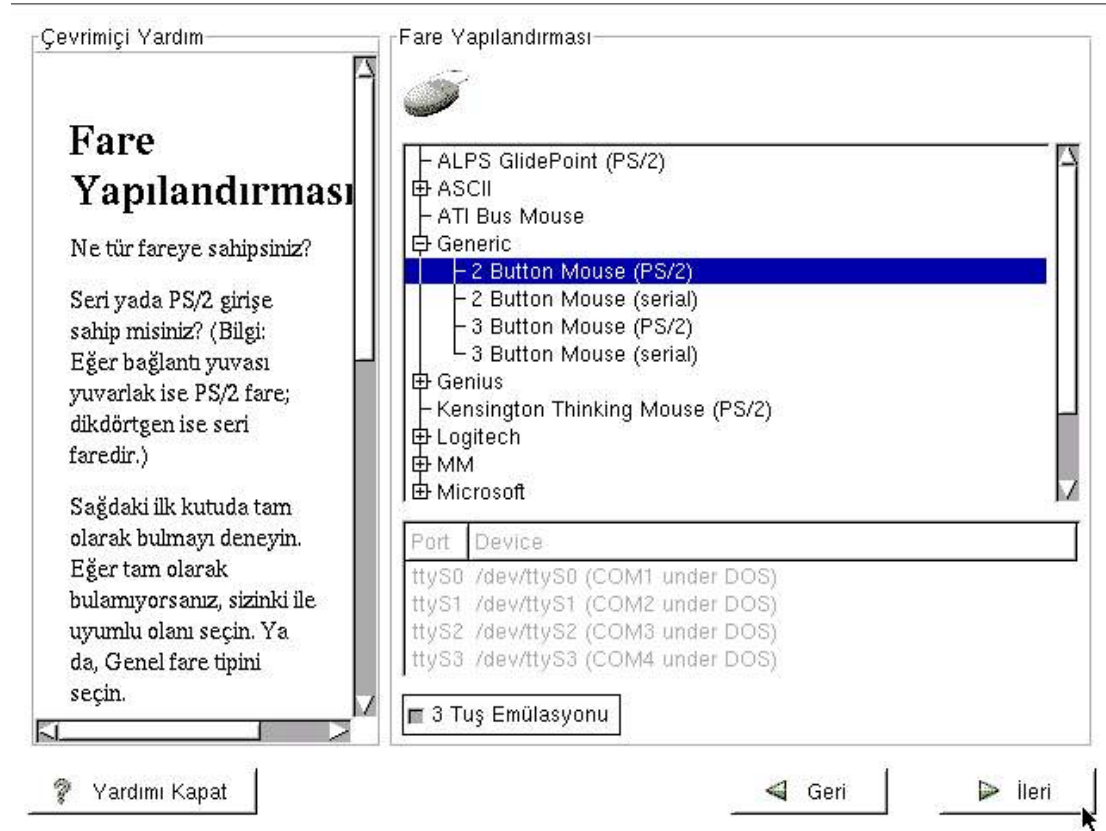 Çevrimiçi Yardım
Fare
Yapılandırması
Ne tür fareye sahipsiniz?
Seri yada PS/2 girişe
sahip misiniz? (Bilgi:
Eğer bağlantı yuvası
yuvarlak ise PS/2 fare;
dikdörtgen ise seri
faredir.)
Sağdaki ilk kutuda tam
olarak bulmayı deneyin.
Eğer tam olarak
bulamıyorsanız, sizinki ile
uyumlu olanı seçin. Ya
da, Genel fare tipini
seçin.
Fare Yapılandırması
ALPS GlidePoint (PS/2)
ASCII
ATI Bus Mouse
Generic
2 Button Mouse (PS/2)
2 Button Mouse (serial)
3 Button Mouse (PS/2)
3 Button Mouse (serial)
Genius
Kensington Thinking Mouse (PS/2)
Logitech
MM
Microsoft
Port Device
ttyS0 /dev/ttyS0 (COM1 under DOS)
ttyS1 /dev/ttyS1 (COM2 under DOS)
ttyS2 /dev/ttyS2 (COM3 under DOS)
ttyS3 /dev/ttyS3 (COM4 under DOS)
3 Tuş Emülasyonu
Yardımı Kapat
Geri
İleri